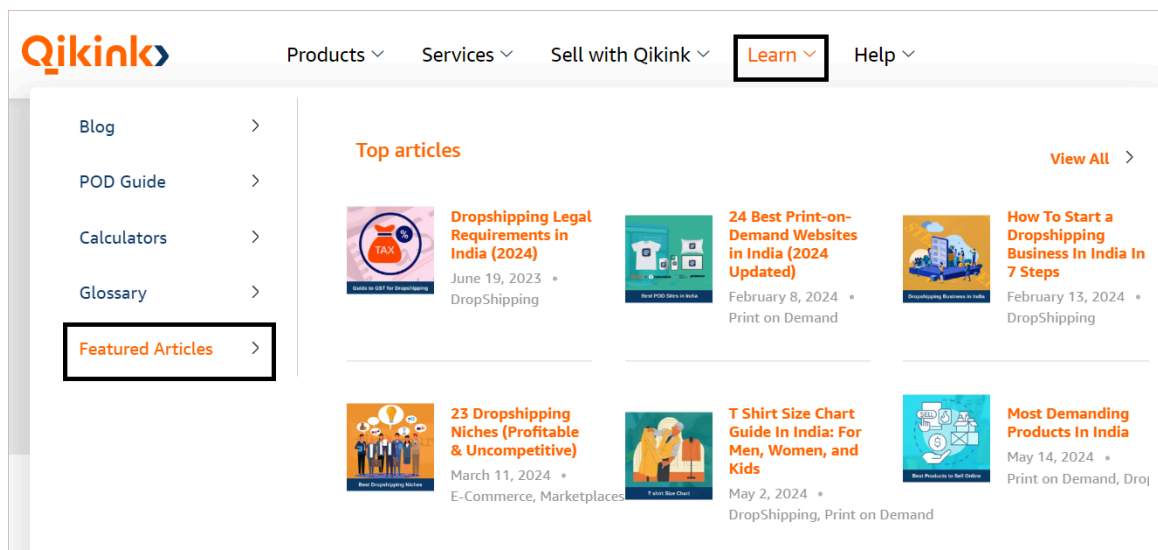 Qikink
Products
Services
Sell with Qikink
Learn
Help
Blog
POD Guide
Calculators
Glossary
Featured Articles
Top articles
View All
TAX
%
Guide to GST for Dropshipping
Dropshipping Legal
Requirements in
India (2024)
June 19, 2023 •
DropShipping
Best POD Sites in India
24 Best Print-on-
Demand Websites
in India (2024
Updated)
February 8, 2024 •
Print on Demand
Dropshipping Business in India
How To Start a
Dropshipping
Business In India In
7 Steps
February 13, 2024 •
DropShipping
Best Dropshipping Niches
23 Dropshipping
Niches (Profitable
& Uncompetitive)
March 11, 2024 •
E-Commerce, Marketplaces
T shirt Size Chart
T Shirt Size Chart
Guide In India: For
Men, Women, and
Kids
May 2, 2024 •
DropShipping, Print on Demand
SELL
$
Best Products to Sell Online
Most Demanding
Products In India
May 14, 2024 •
Print on Demand, Drop